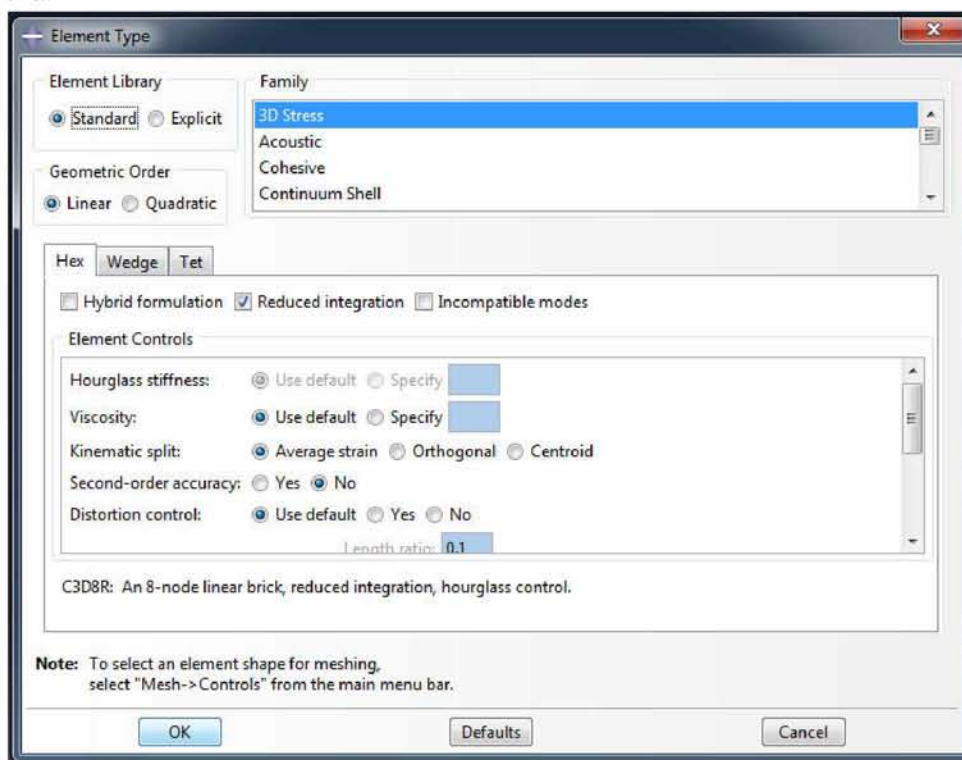 Element Type
Element Library
Standard Explicit
Family
3D Stress
Acoustic
Cohesive
Continuum Shell
Geometric Order
Linear Quadratic
Hex Wedge Tet
Hybrid formulation Reduced integration Incompatible modes
Element Controls
Hourglass stiffness: Use default Specify
Viscosity: Use default Specify
Kinematic split: Average strain Orthogonal Centroid
Second-order accuracy: Yes No
Distortion control: Use default Yes No
Length ratio: 0.1
C3D8R: An 8-node linear brick, reduced integration, hourglass control.
Note: To select an element shape for meshing,
select "Mesh->Controls" from the main menu bar.
OK Defaults Cancel